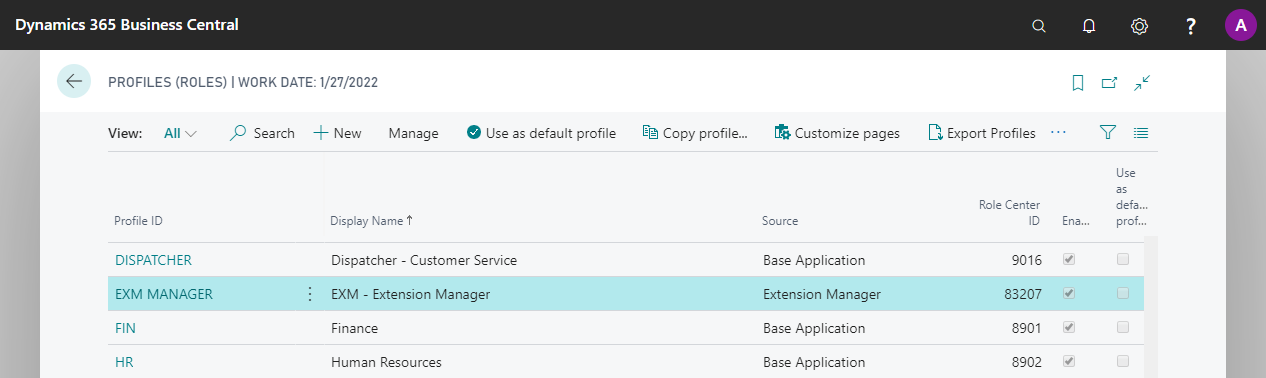 Dynamics 365 Business Central
?
A
PROFILES (ROLES) | WORK DATE: 1/27/2022
View: All Search New Manage Use as default profile Copy profile... Customize pages Export Profiles ...
Profile ID Display Name ↑ Source Role Center ID Ena... Use as defa... prof...
DISPATCHER Dispatcher - Customer Service Base Application 9016
EXM MANAGER EXM - Extension Manager Extension Manager 83207
FIN Finance Base Application 8901
HR Human Resources Base Application 8902